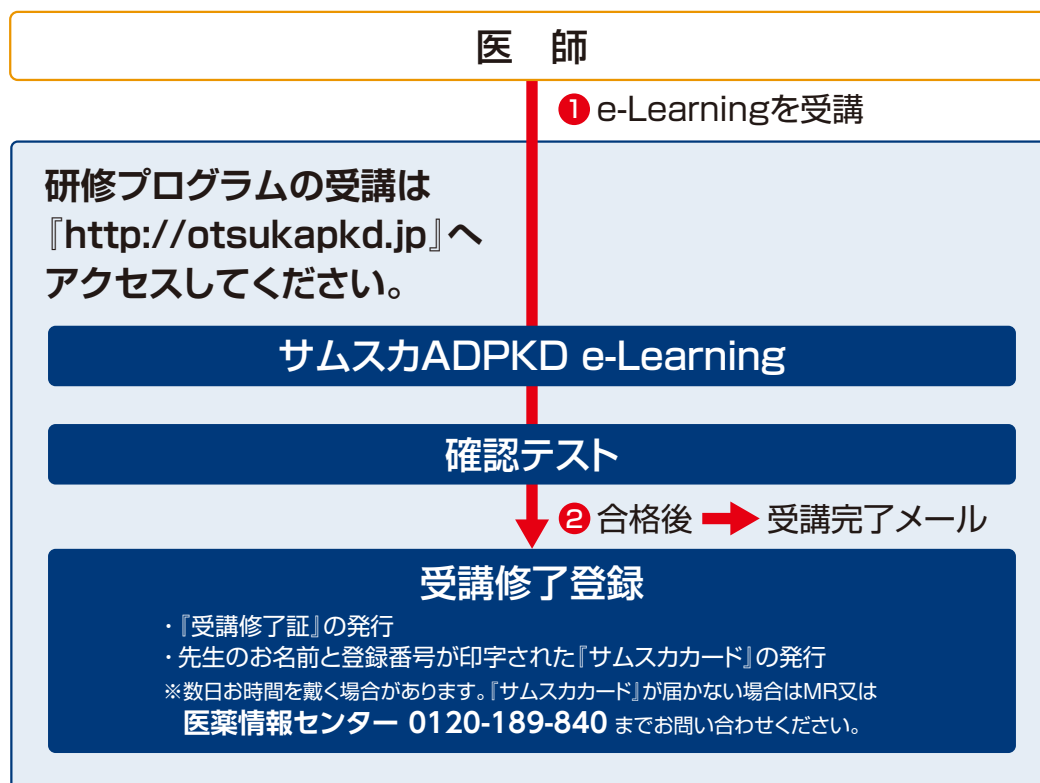 医 師
❶ e-Learningを受講
研修プログラムの受講は
『http://otsukapkd.jp』へ
アクセスしてください。
サムスカADPKD e-Learning
確認テスト
❷ 合格後 ➡ 受講完了メール
受講修了登録
・『受講修了証』の発行
・先生のお名前と登録番号が印字された『サムスカカード』の発行
※数日お時間を戴く場合があります。『サムスカカード』が届かない場合はMR又は
医薬情報センター 0120-189-840 までお問い合わせください。